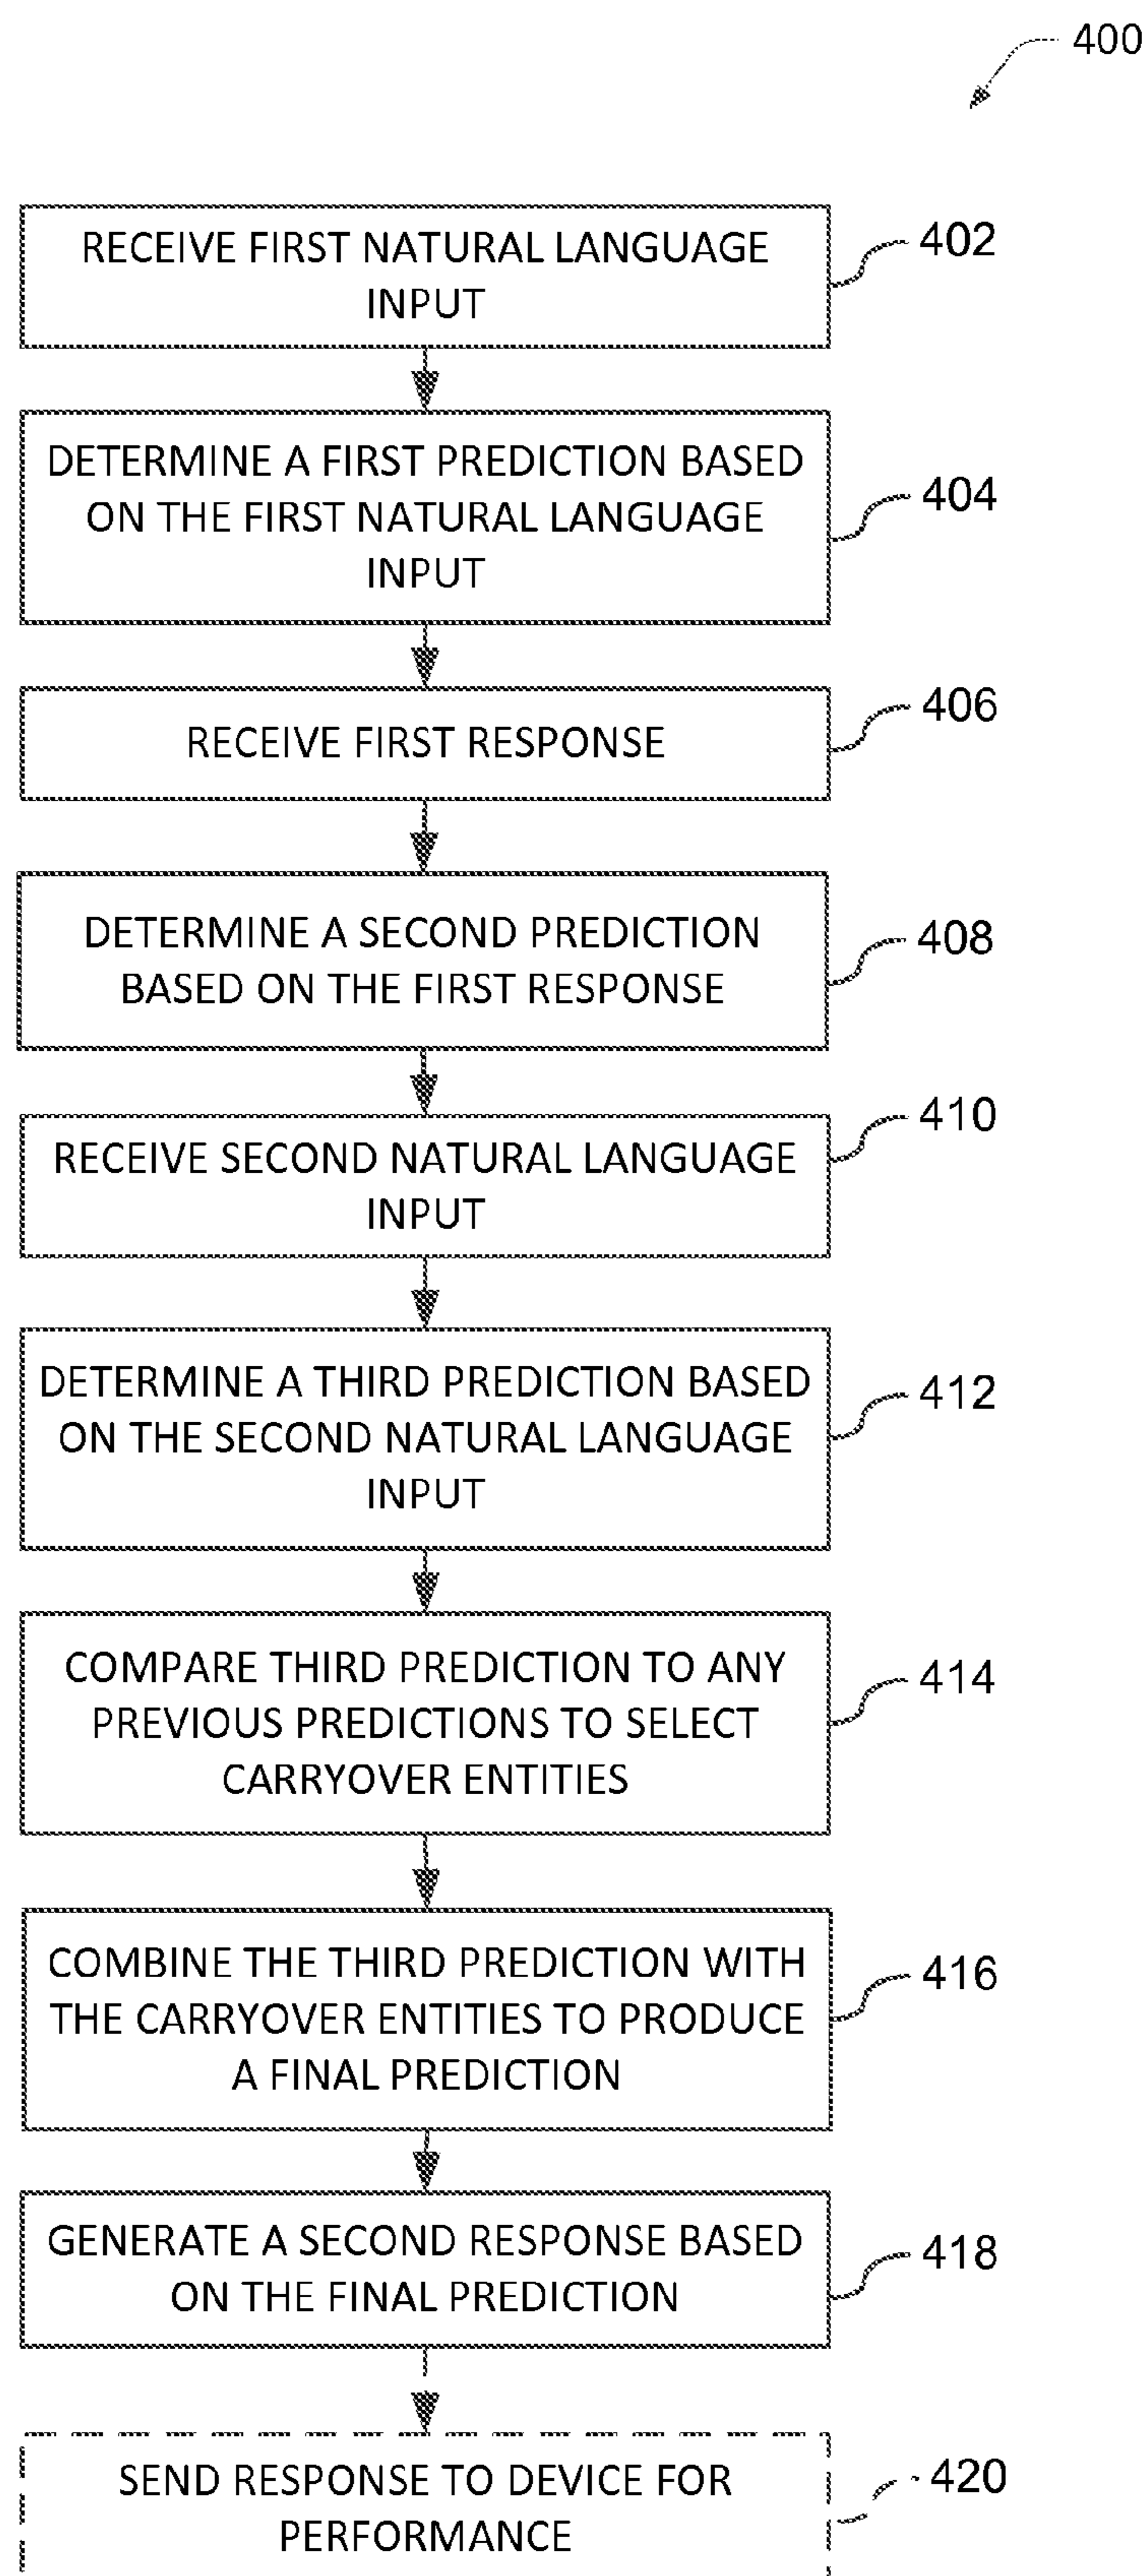 400
RECEIVE FIRST NATURAL LANGUAGE
INPUT
402
DETERMINE A FIRST PREDICTION BASED
ON THE FIRST NATURAL LANGUAGE
INPUT
404
RECEIVE FIRST RESPONSE
406
DETERMINE A SECOND PREDICTION
BASED ON THE FIRST RESPONSE
408
RECEIVE SECOND NATURAL LANGUAGE
INPUT
410
DETERMINE A THIRD PREDICTION BASED
ON THE SECOND NATURAL LANGUAGE
INPUT
412
COMPARE THIRD PREDICTION TO ANY
PREVIOUS PREDICTIONS TO SELECT
CARRYOVER ENTITIES
414
COMBINE THE THIRD PREDICTION WITH
THE CARRYOVER ENTITIES TO PRODUCE
A FINAL PREDICTION
416
GENERATE A SECOND RESPONSE BASED
ON THE FINAL PREDICTION
418
SEND RESPONSE TO DEVICE FOR
PERFORMANCE
420